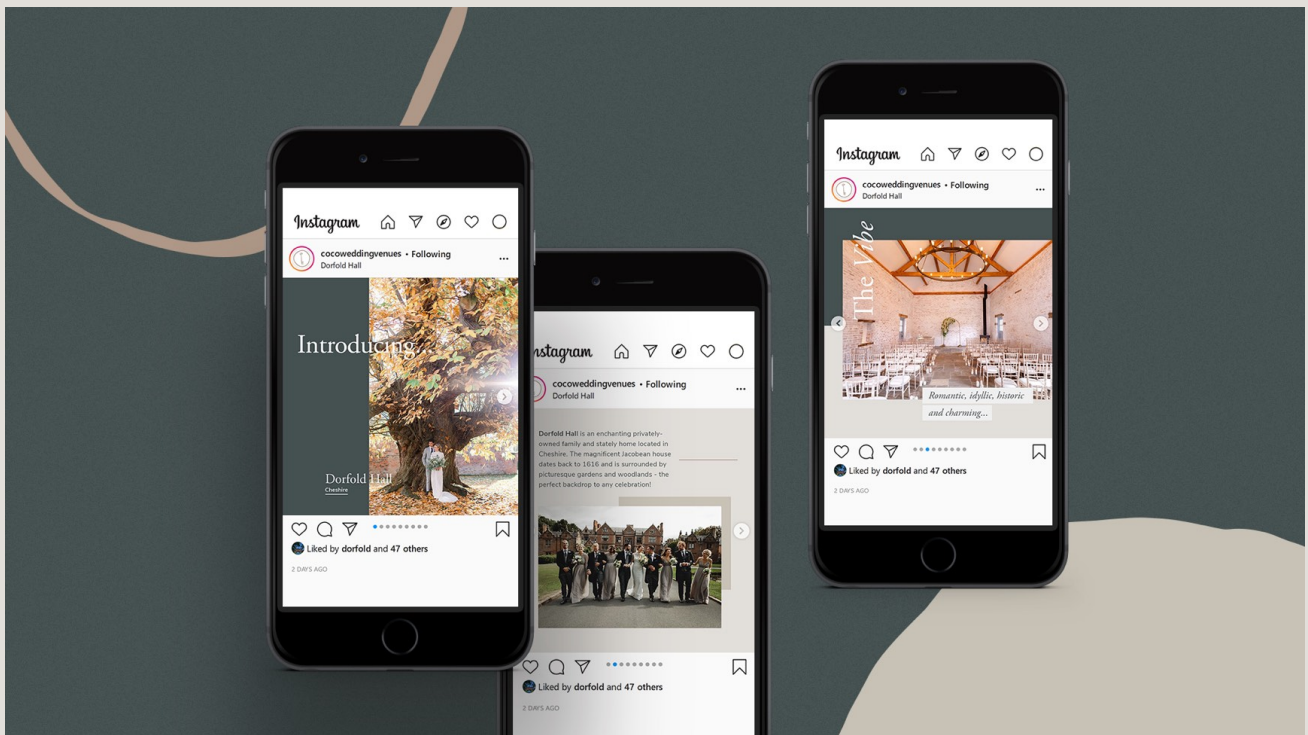 Instagram
cocoweddingvenues • Following
Dorfold Hall
Introducing...
Dorfold Hall
Cheshire
Liked by dorfold and 47 others
2 DAYS AGO
Instagram
cocoweddingvenues • Following
Dorfold Hall
Dorfold Hall is an enchanting privately-
owned family and stately home located in
Cheshire. The magnificent Jacobean house
dates back to 1616 and is surrounded by
picturesque gardens and woodlands - the
perfect backdrop to any celebration!
Liked by dorfold and 47 others
2 DAYS AGO
Instagram
cocoweddingvenues • Following
Dorfold Hall
The Vibe
Romantic, idyllic, historic
and charming...
Liked by dorfold and 47 others
2 DAYS AGO